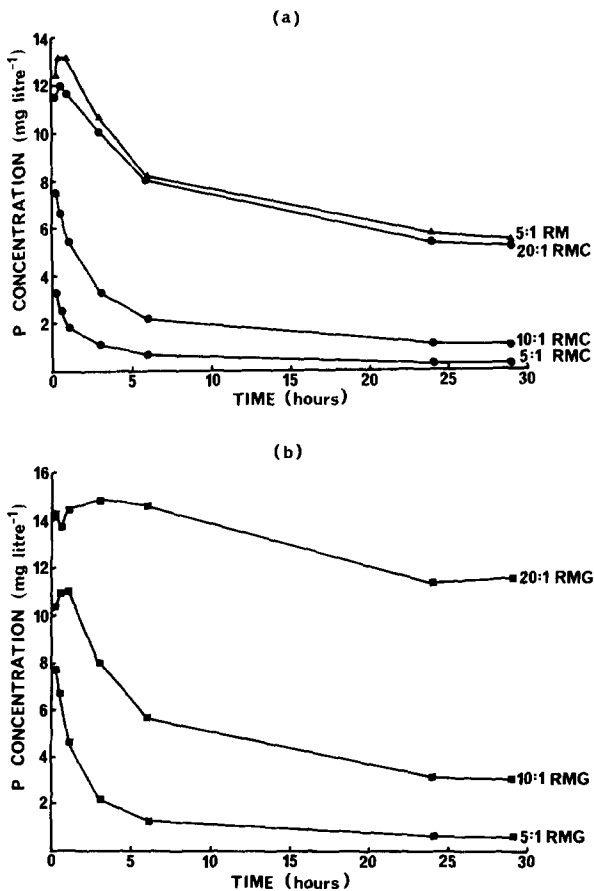 (a)
P CONCENTRATION (mg litre⁻¹)
14
12
10
8
6
4
2
0
5
10
15
20
25
30
TIME (hours)
5:1 RM
20:1 RMC
10:1 RMC
5:1 RMC
(b)
P CONCENTRATION (mg litre⁻¹)
16
14
12
10
8
6
4
2
0
5
10
15
20
25
30
TIME (hours)
20:1 RMG
10:1 RMG
5:1 RMG